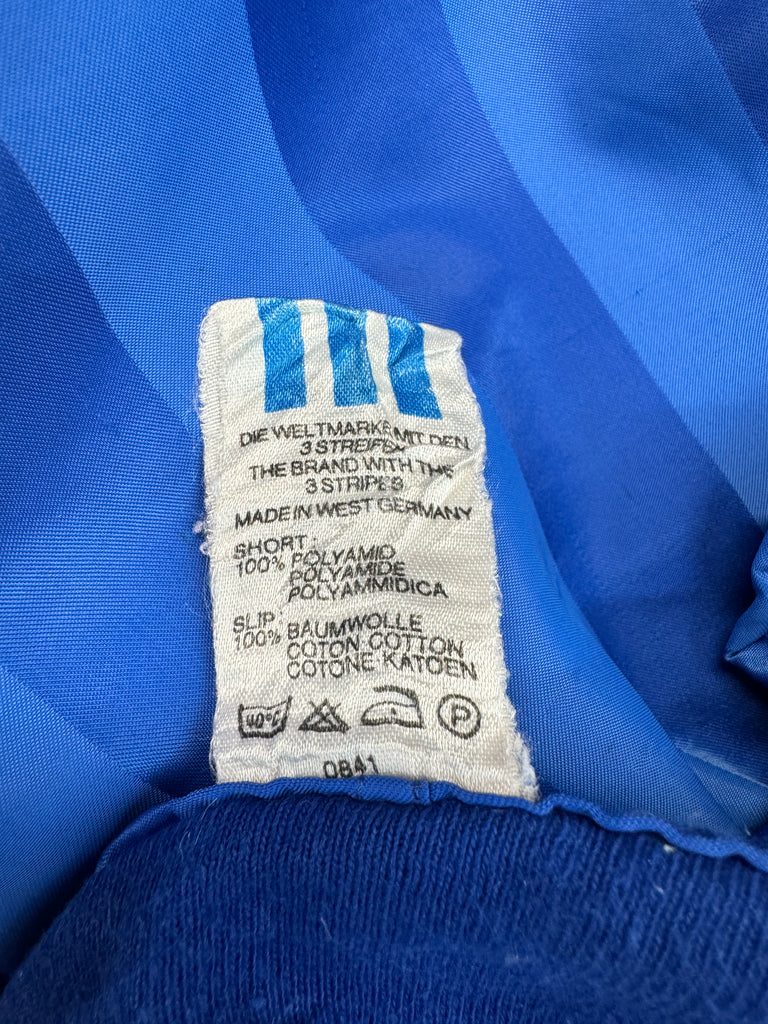 DIE WELTMARKE MIT DEN
3 STREIFEN
THE BRAND WITH THE
3 STRIPES
MADE IN WEST GERMANY
SHORT:
100% POLYAMID
POLYAMIDE
POLYAMMIDICA
SLIP:
100% BAUMWOLLE
COTON COTTON
COTONE KATOEN
40°C P
0841